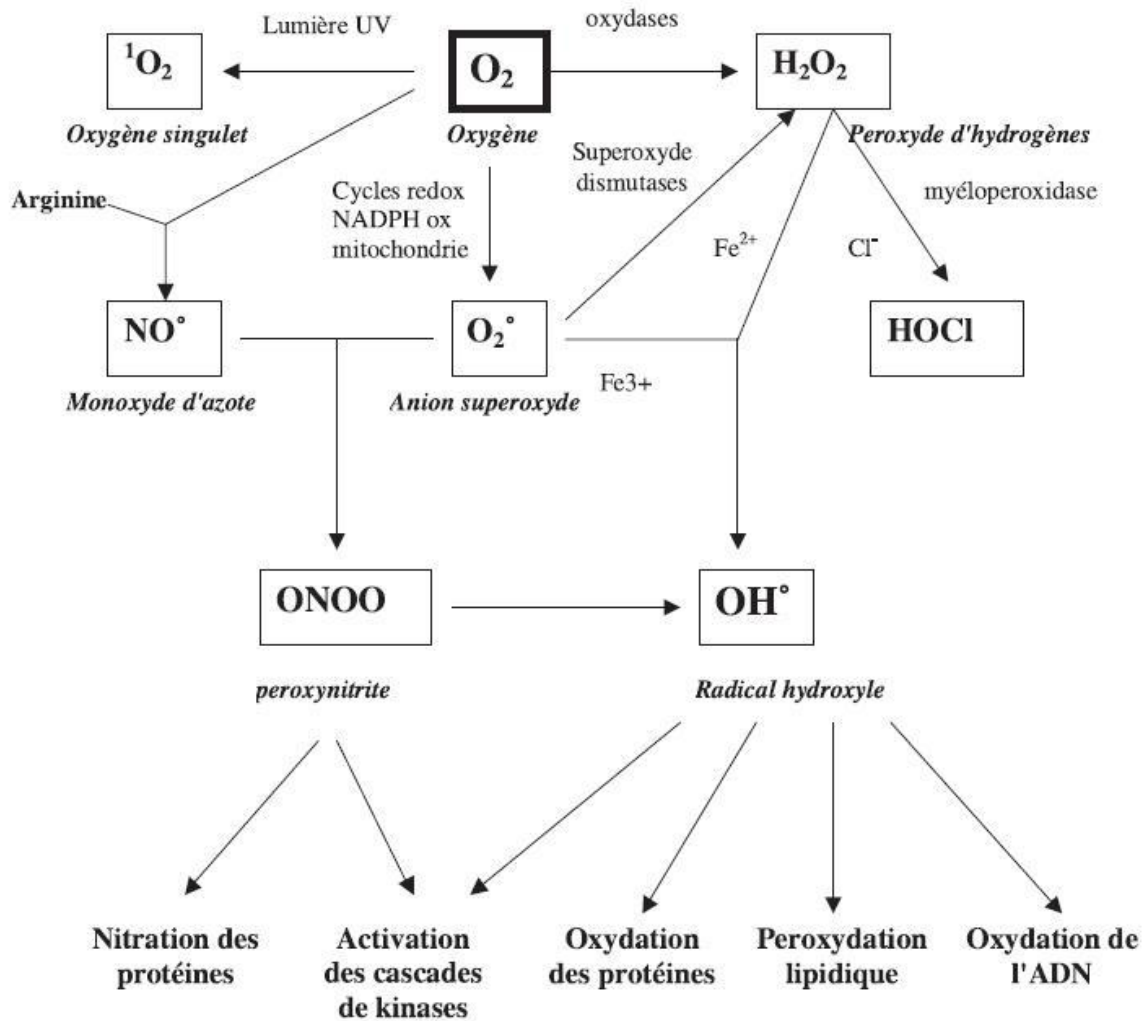 Lumière UV
oxydases
¹O₂
O₂
H₂O₂
Oxygène singulet
Oxygène
Peroxyde d'hydrogènes
Superoxyde
dismutases
Cycles redox
NADPH ox
mitochondrie
Arginine
myéloperoxidase
Fe²⁺
Cl⁻
NO°
O₂°
HOCl
Monoxyde d'azote
Anion superoxyde
Fe3+
ONOO
OH°
peroxynitrite
Radical hydroxyle
Nitration des
protéines
Activation
des cascades
de kinases
Oxydation
des protéines
Peroxydation
lipidique
Oxydation de
l'ADN